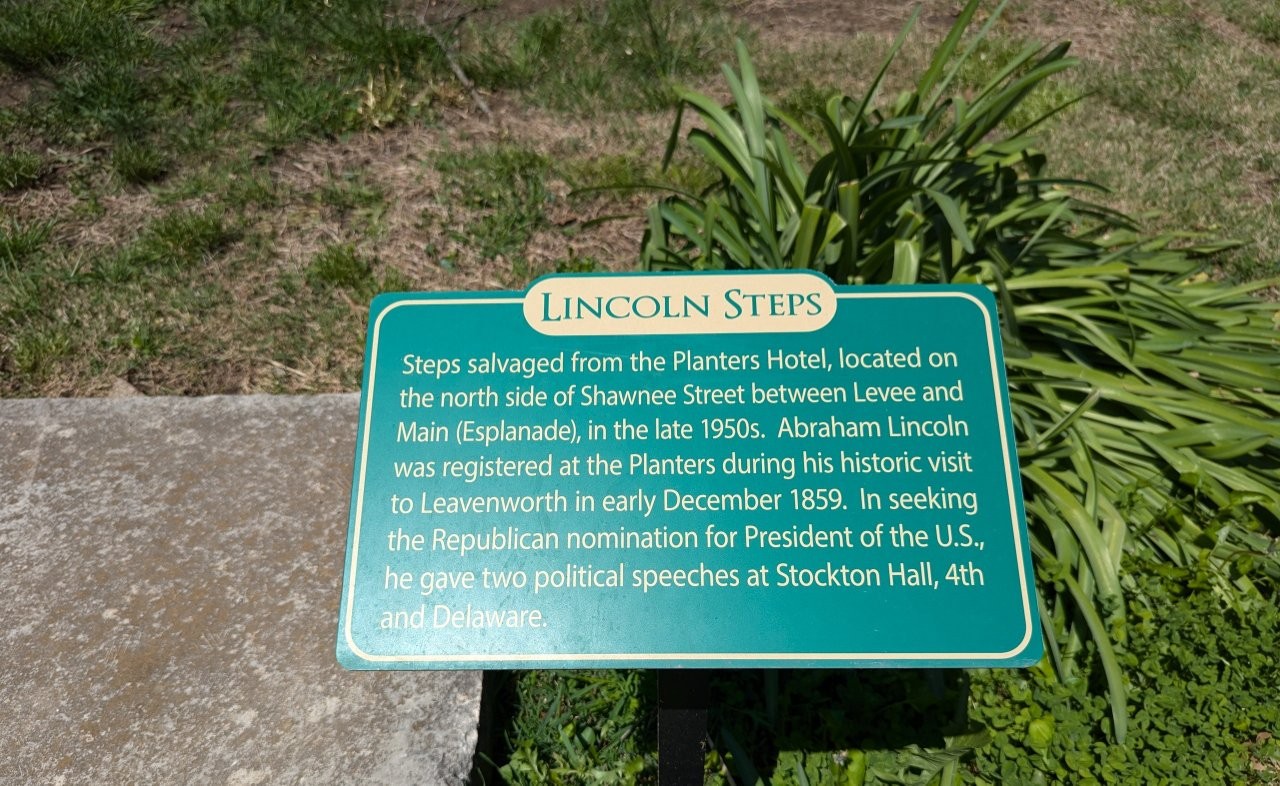 LINCOLN STEPS
Steps salvaged from the Planters Hotel, located on
the north side of Shawnee Street between Levee and
Main (Esplanade), in the late 1950s.  Abraham Lincoln
was registered at the Planters during his historic visit
to Leavenworth in early December 1859.  In seeking
the Republican nomination for President of the U.S.,
he gave two political speeches at Stockton Hall, 4th
and Delaware.